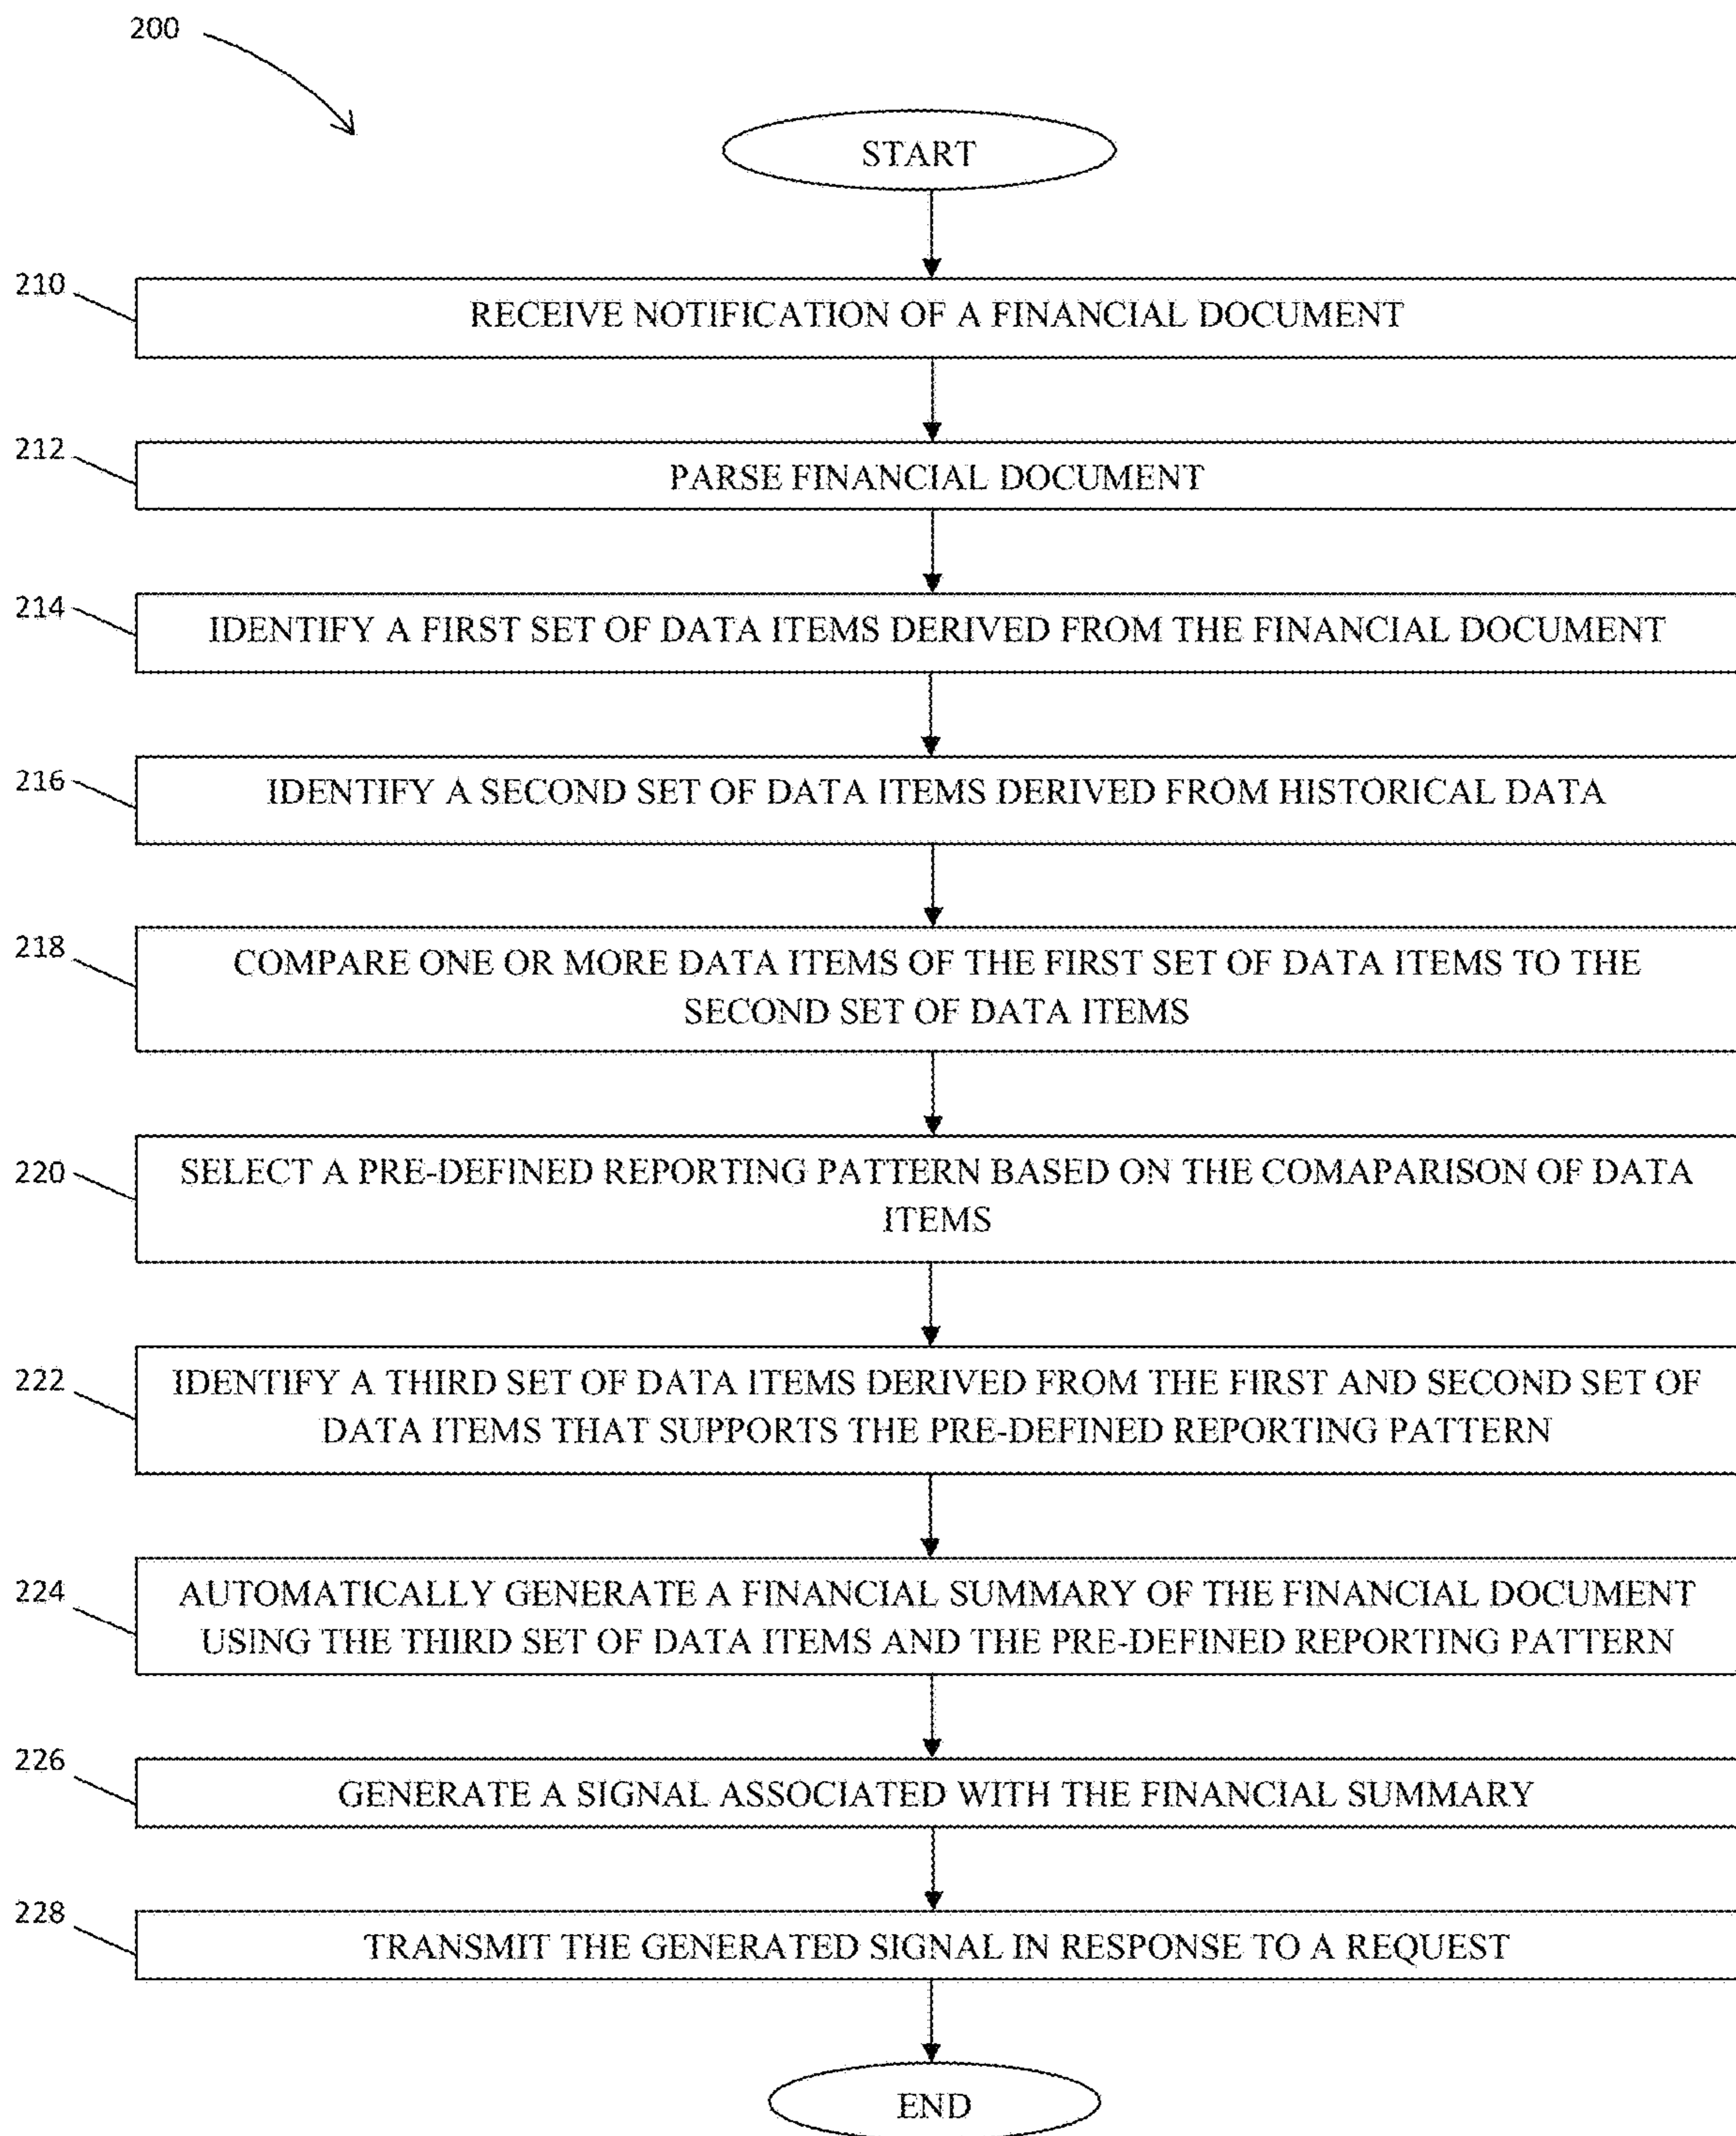 200
START
210
RECEIVE NOTIFICATION OF A FINANCIAL DOCUMENT
212
PARSE FINANCIAL DOCUMENT
214
IDENTIFY A FIRST SET OF DATA ITEMS DERIVED FROM THE FINANCIAL DOCUMENT
216
IDENTIFY A SECOND SET OF DATA ITEMS DERIVED FROM HISTORICAL DATA
218
COMPARE ONE OR MORE DATA ITEMS OF THE FIRST SET OF DATA ITEMS TO THE
SECOND SET OF DATA ITEMS
220
SELECT A PRE-DEFINED REPORTING PATTERN BASED ON THE COMAPARISON OF DATA
ITEMS
222
IDENTIFY A THIRD SET OF DATA ITEMS DERIVED FROM THE FIRST AND SECOND SET OF
DATA ITEMS THAT SUPPORTS THE PRE-DEFINED REPORTING PATTERN
224
AUTOMATICALLY GENERATE A FINANCIAL SUMMARY OF THE FINANCIAL DOCUMENT
USING THE THIRD SET OF DATA ITEMS AND THE PRE-DEFINED REPORTING PATTERN
226
GENERATE A SIGNAL ASSOCIATED WITH THE FINANCIAL SUMMARY
228
TRANSMIT THE GENERATED SIGNAL IN RESPONSE TO A REQUEST
END